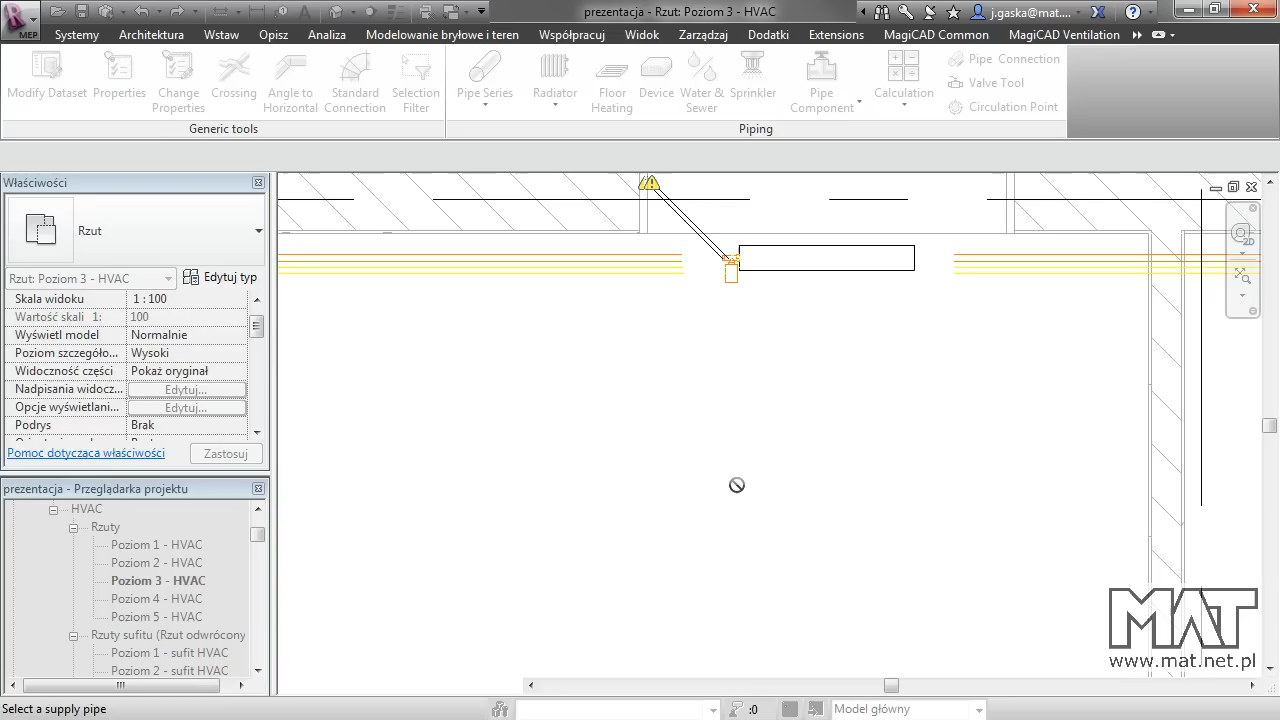 prezentacja - Rzut: Poziom 3 - HVAC
j.gaska@mat....
MEP
Systemy Architektura Wstaw Opisz Analiza Modelowanie bryłowe i teren Współpracuj Widok Zarządzaj Dodatki Extensions MagiCAD Common MagiCAD Ventilation
Modify Dataset
Properties
Change Properties
Crossing
Horgie to Horizontal
Standard Connection
Selection Filter
Pipe Series
Radiator
Floor Heating
Device
Water & Sewer
Sprinkler
Pipe Component
Calculation
Pipe Connection
Valve Tool
Circulation Point
Generic tools
Piping
Właściwości
Rzut
Rzut: Poziom 3 - HVAC
Edytuj typ
Skala widoku 1 : 100
Wartość skali 1: 100
Wyświetl model Normalnie
Poziom szczegóło... Wysoki
Widoczność części Pokaż oryginał
Nadpisania widocz... Edytuj...
Opcje wyświetlani... Edytuj...
Podrys Brak
Pomoc dotycząca właściwości
Zastosuj
prezentacja - Przeglądarka projektu
HVAC
Rzuty
Poziom 1 - HVAC
Poziom 2 - HVAC
Poziom 3 - HVAC
Poziom 4 - HVAC
Poziom 5 - HVAC
Rzuty sufitu (Rzut odwrócony
Poziom 1 - sufit HVAC
Poziom 2 - sufit HVAC
2D
MAT
www.mat.net.pl
Select a supply pipe
:0
Model główny